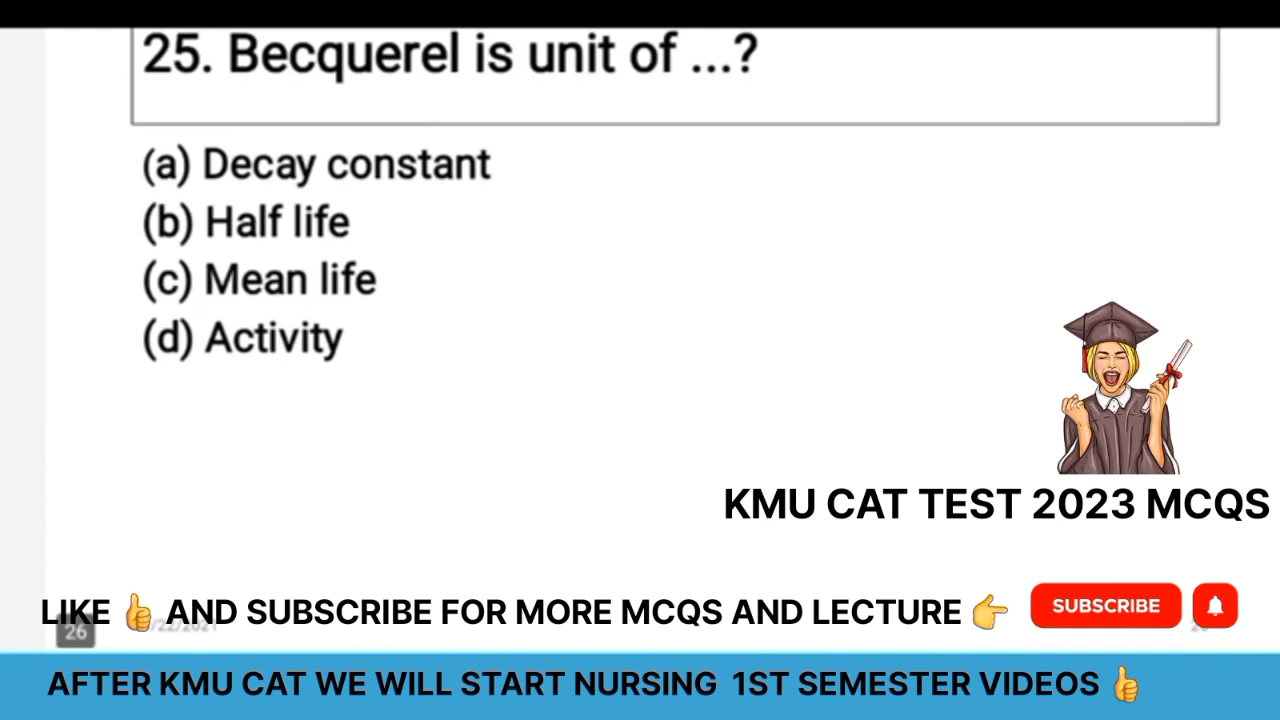 25. Becquerel is unit of ...?
(a) Decay constant
(b) Half life
(c) Mean life
(d) Activity
KMU CAT TEST 2023 MCQS
LIKE 👍 AND SUBSCRIBE FOR MORE MCQS AND LECTURE 👉 SUBSCRIBE
26
AFTER KMU CAT WE WILL START NURSING 1ST SEMESTER VIDEOS 👍